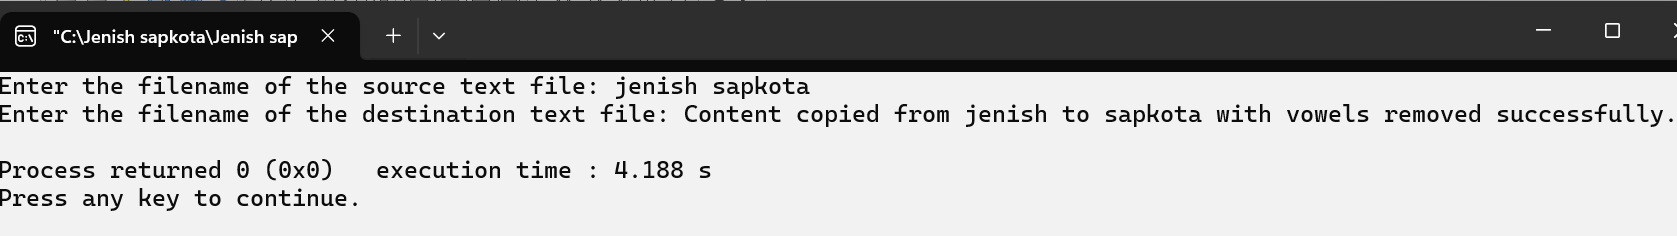 "C:\Jenish sapkota\Jenish sap
Enter the filename of the source text file: jenish sapkota
Enter the filename of the destination text file: Content copied from jenish to sapkota with vowels removed successfully.
Process returned 0 (0x0)   execution time : 4.188 s
Press any key to continue.